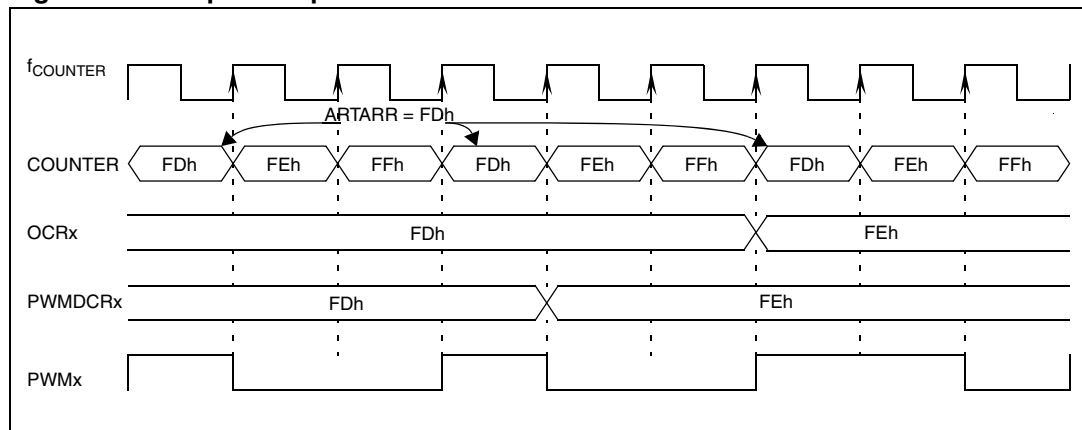 fCOUNTER
ARTARR = FDh
COUNTER FDh FEh FFh FDh FEh FFh FDh FEh FFh
OCRx FDh FEh
PWMDCRx FDh FEh
PWMx